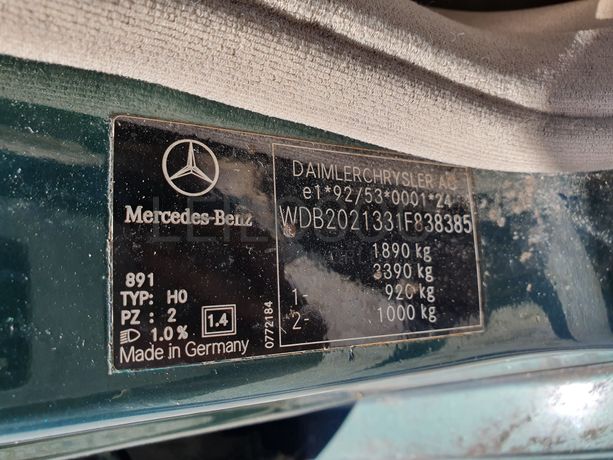 Mercedes-Benz
DAIMLERCHRYSLER AG
e1*92/53*0001*24
WDB2021331F838385
1890 kg
3390 kg
1- 920 kg
2- 1000 kg
891
TYP: H0
PZ : 2
1.0 % 1.4
Made in Germany
0772184